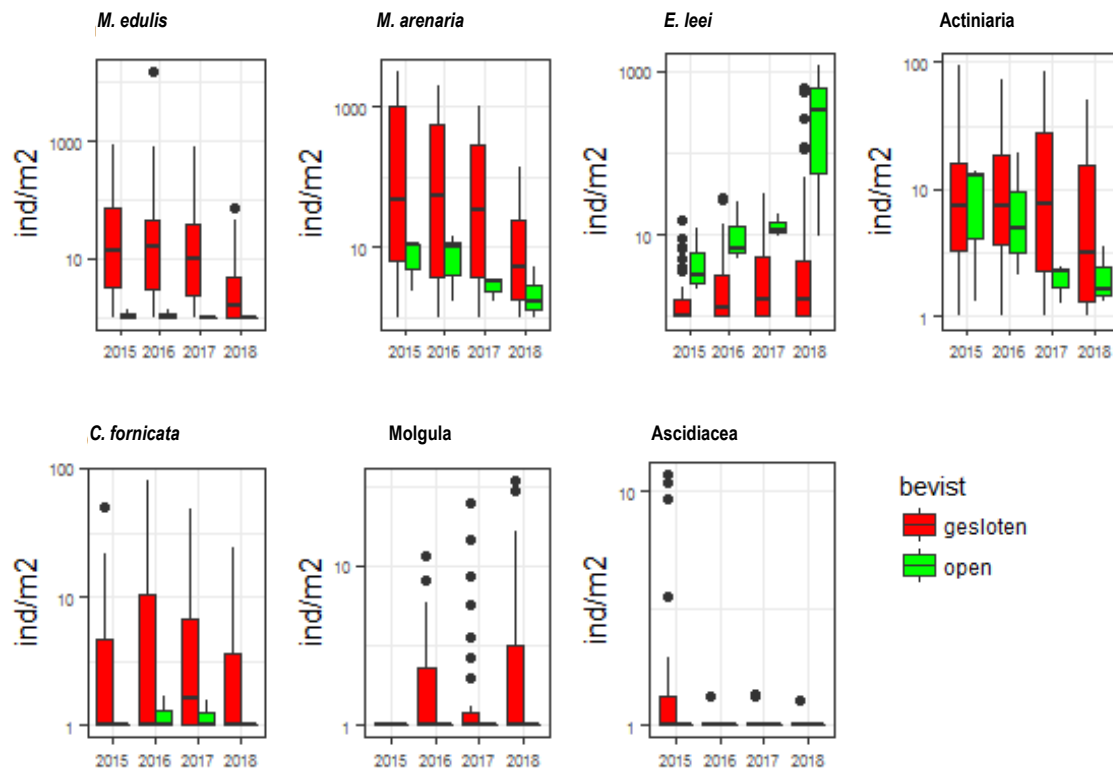 M. edulis
M. arenaria
E. leei
Actiniaria
ind/m2
1000
10
2015 2016 2017 2018
ind/m2
1000
10
2015 2016 2017 2018
ind/m2
1000
10
2015 2016 2017 2018
ind/m2
100
10
1
2015 2016 2017 2018
C. fornicata
Molgula
Ascidiacea
ind/m2
100
10
1
2015 2016 2017 2018
ind/m2
10
1
2015 2016 2017 2018
ind/m2
10
1
2015 2016 2017 2018
bevist
gesloten
open